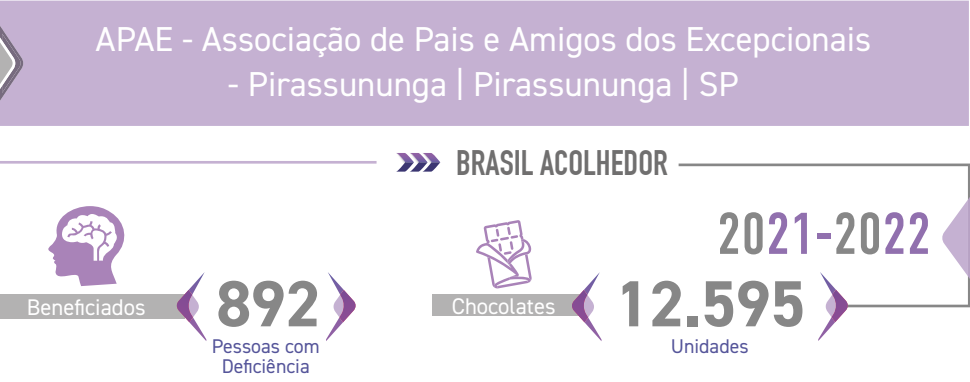 APAE - Associação de Pais e Amigos dos Excepcionais
- Pirassununga | Pirassununga | SP
BRASIL ACOLHEDOR
2021-2022
Beneficiados
892
Pessoas com
Deficiência
Chocolates
12.595
Unidades